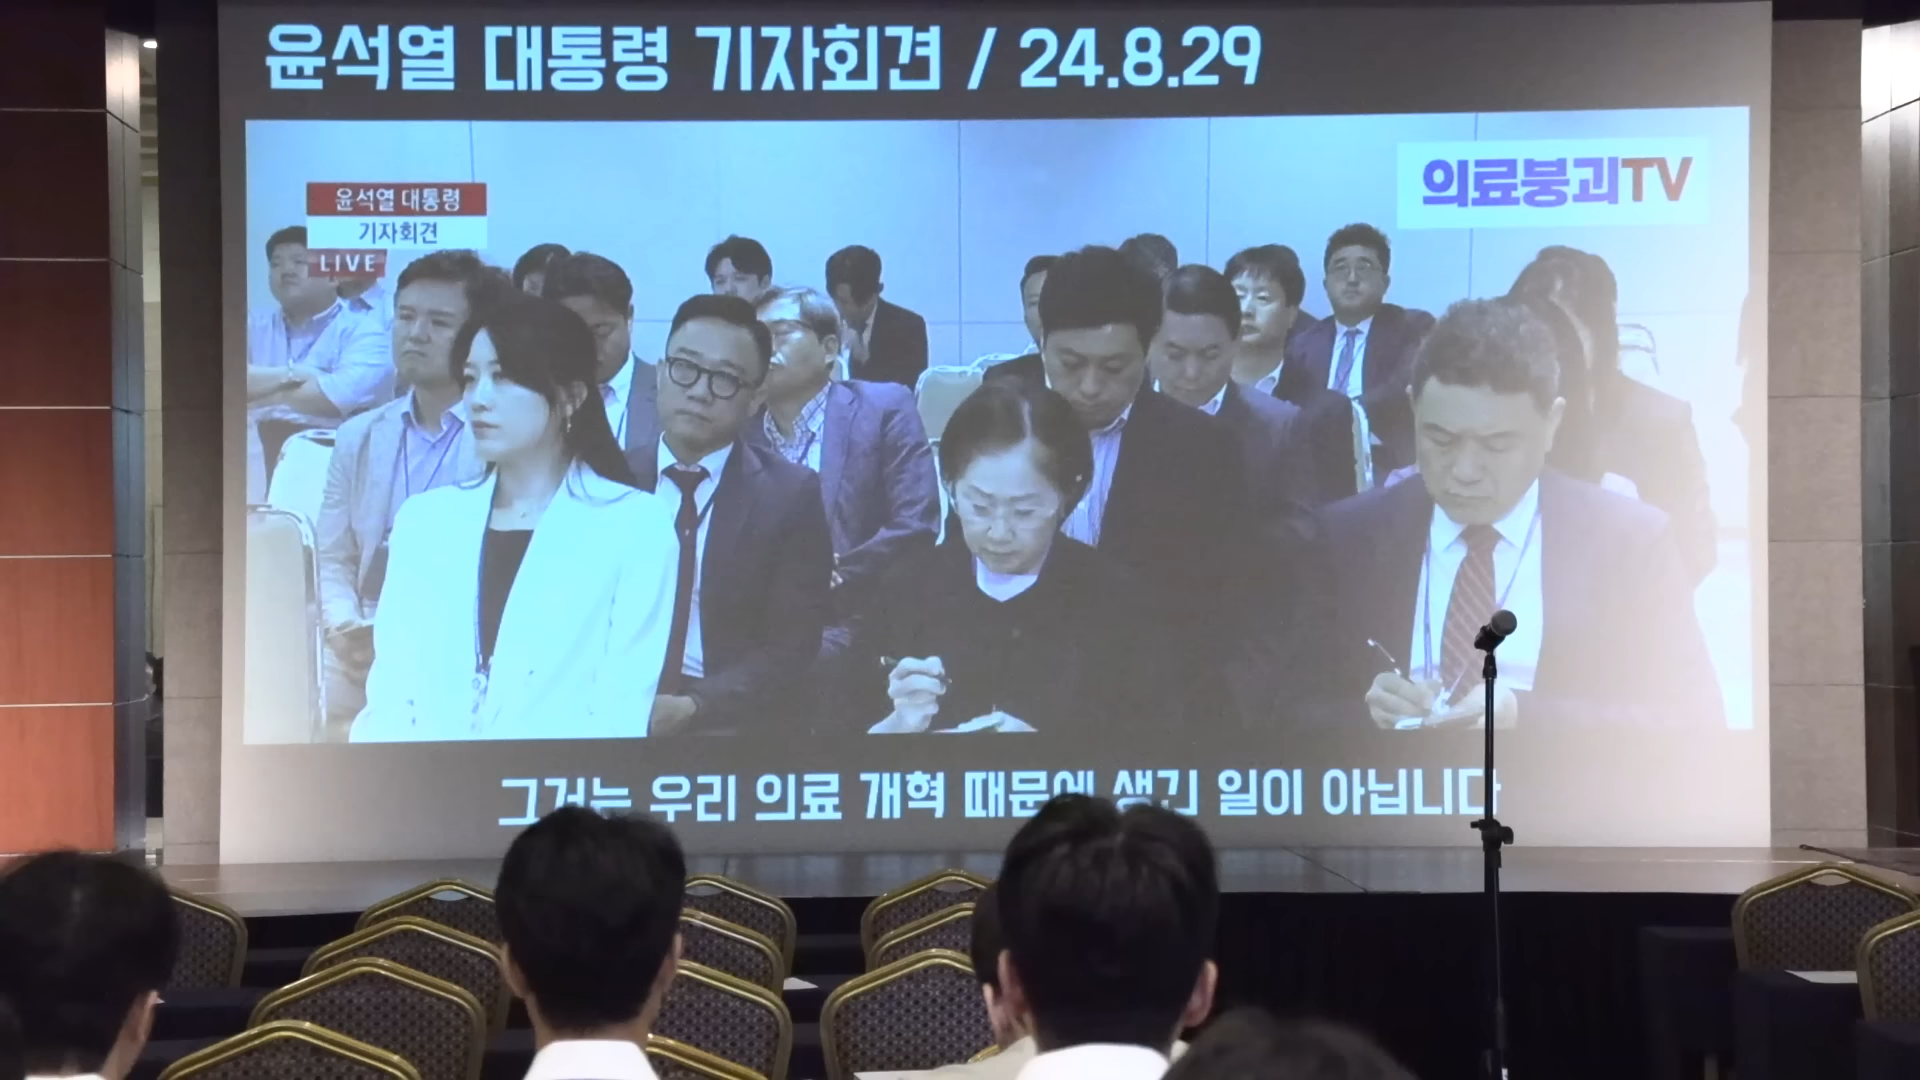 윤석열 대통령 기자회견 / 24.8.29
의료붕괴TV
윤석열 대통령
기자회견
LIVE
그거는 우리 의료 개혁 때문에 생긴 일이 아닙니다